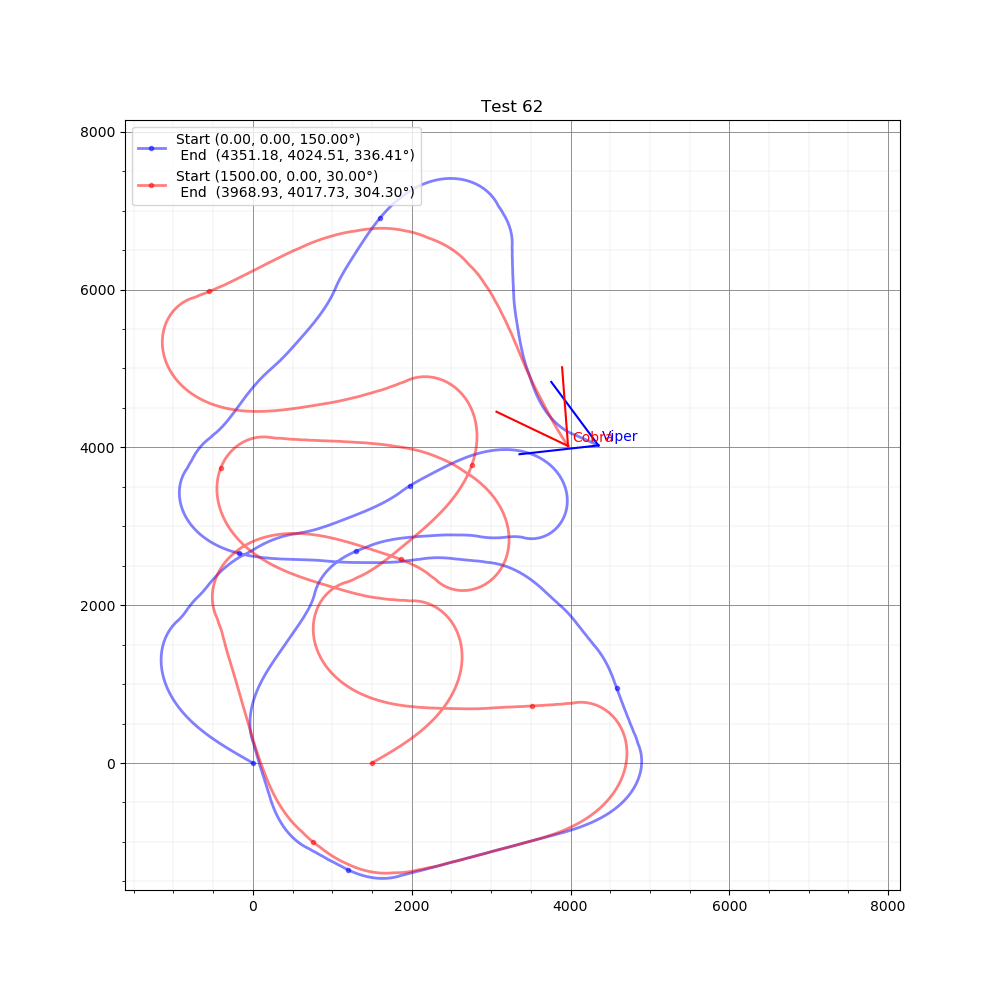 Test 62
Start (0.00, 0.00, 150.00°)
End (4351.18, 4024.51, 336.41°)
Start (1500.00, 0.00, 30.00°)
End (3968.93, 4017.73, 304.30°)
8000
6000
4000
2000
0
Cobra
Viper
0
2000
4000
6000
8000